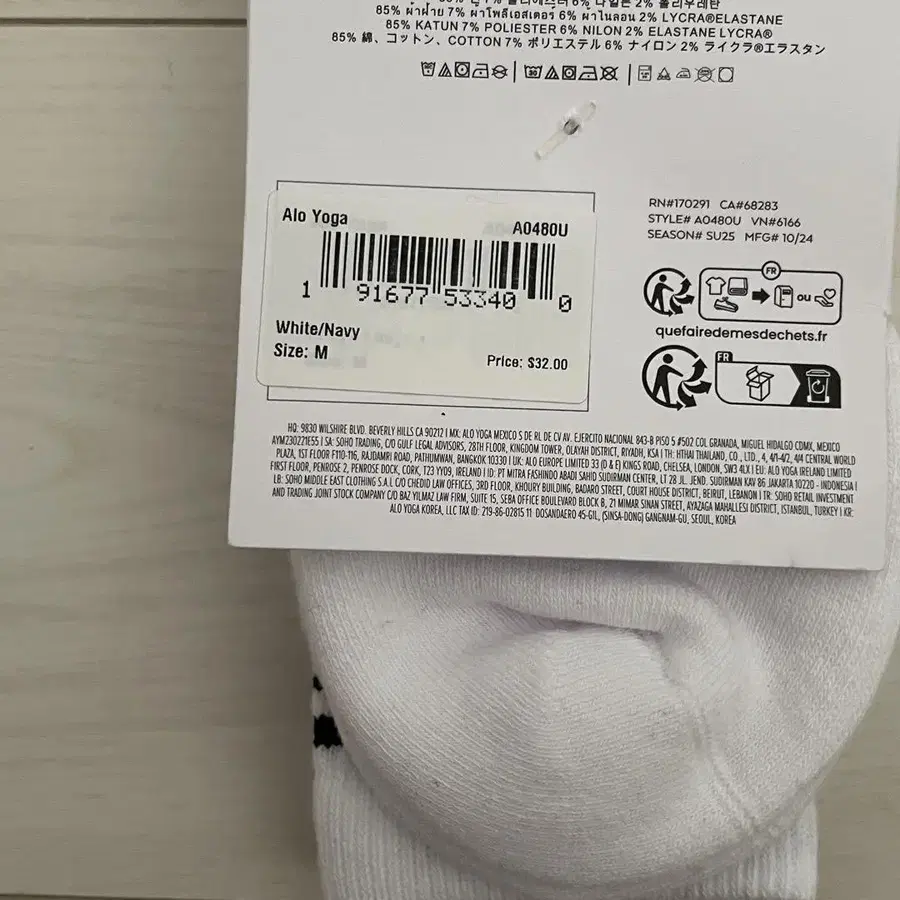 85% ผ้าฝ้าย 7% ผ้าโพลีเอสเตอร์ 6% ผ้าไนลอน 2% LYCRA®ELASTANE
85% KATUN 7% POLIESTER 6% NILON 2% ELASTANE LYCRA®
85% 綿、コットン、COTTON 7% ポリエステル 6% ナイロン 2% ライクラ®エラスタン
Alo Yoga
A0480U
1 91677 53340 0
White/Navy
Size: M
Price: $32.00
RN#170291 CA#68283
STYLE# A0480U VN#6166
SEASON# SU25 MFG# 10/24
FR
ou
quefairedemesdechets.fr
FR
HQ: 9830 WILSHIRE BLVD. BEVERLY HILLS CA 90212 I MX: ALO YOGA MEXICO S DE RL DE CV AV. EJERCITO NACIONAL 843-B PISO 5 #502 COL GRANADA, MIGUEL HIDALGO CDMX, MEXICO
AYM230221E55 I SA: SOHO TRADING, C/O GULF LEGAL ADVISORS, 28TH FLOOR, KINGDOM TOWER, OLAYAH DISTRICT, RIYADH, KSA I TH: HTHAI THAILAND, CO., LTD., 4, 4/1-4/2, 4/4 CENTRAL WORLD
PLAZA, 1ST FLOOR F110-116, RAJDAMRI ROAD, PATHUMWAN, BANGKOK 10330 I UK: ALO EUROPE LIMITED 33 (D & E) KINGS ROAD, CHELSEA, LONDON, SW3 4LX I EU: ALO YOGA IRELAND LIMITED
FIRST FLOOR, PENROSE 2, PENROSE DOCK, CORK, T23 YY09, IRELAND I ID: PT MITRA FASHINDO ABADI SAHID SUDIRMAN CENTER, LT 28 JL. JEND. SUDIRMAN KAV 86 JAKARTA 10220 - INDONESIA I
LB: SOHO MIDDLE EAST CLOTHING S.A.L C/O CHEDID LAW OFFICES, 3RD FLOOR, KHOURY BUILDING, BADARO STREET, COURT HOUSE DISTRICT, BEIRUT, LEBANON I TR: SOHO RETAIL INVESTMENT
AND TRADING JOINT STOCK COMPANY C/O BAZ YILMAZ LAW FIRM, SUITE 15, SEBA OFFICE BOULEVARD BLOCK B, 21 MIMAR SINAN STREET, AYAZAGA MAHALLESI DISTRICT, ISTANBUL, TURKEY I KR:
ALO YOGA KOREA, LLC TAX ID: 219-86-02815 11 DOSANDAERO 45-GIL, (SINSA-DONG) GANGNAM-GU, SEOUL, KOREA